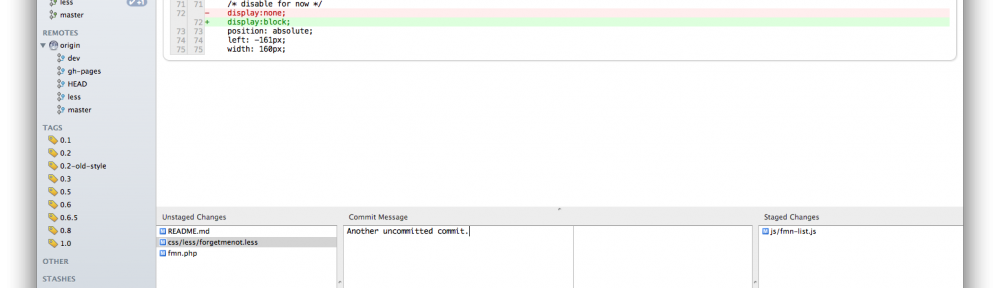 less
master
REMOTES
origin
dev
gh-pages
HEAD
less
master
TAGS
0.1
0.2
0.2-old-style
0.3
0.5
0.6
0.6.5
0.8
1.0
OTHER
STASHES
71 71 /* disable for now */
72 - display:none;
72 + display:block;
73 73 position: absolute;
74 74 left: -161px;
75 75 width: 160px;
Unstaged Changes
README.md
css/less/forgetmenot.less
fmn.php
Commit Message
Another uncommitted commit.
Staged Changes
js/fmn-list.js